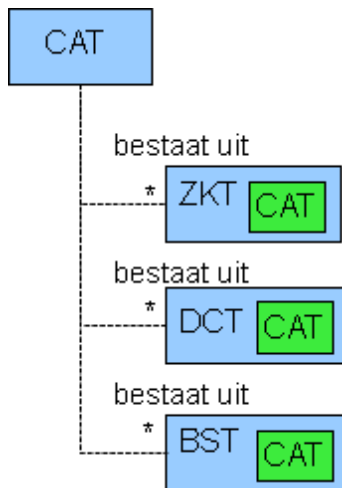 CAT
bestaat uit
* ZKT CAT
bestaat uit
* DCT CAT
bestaat uit
* BST CAT